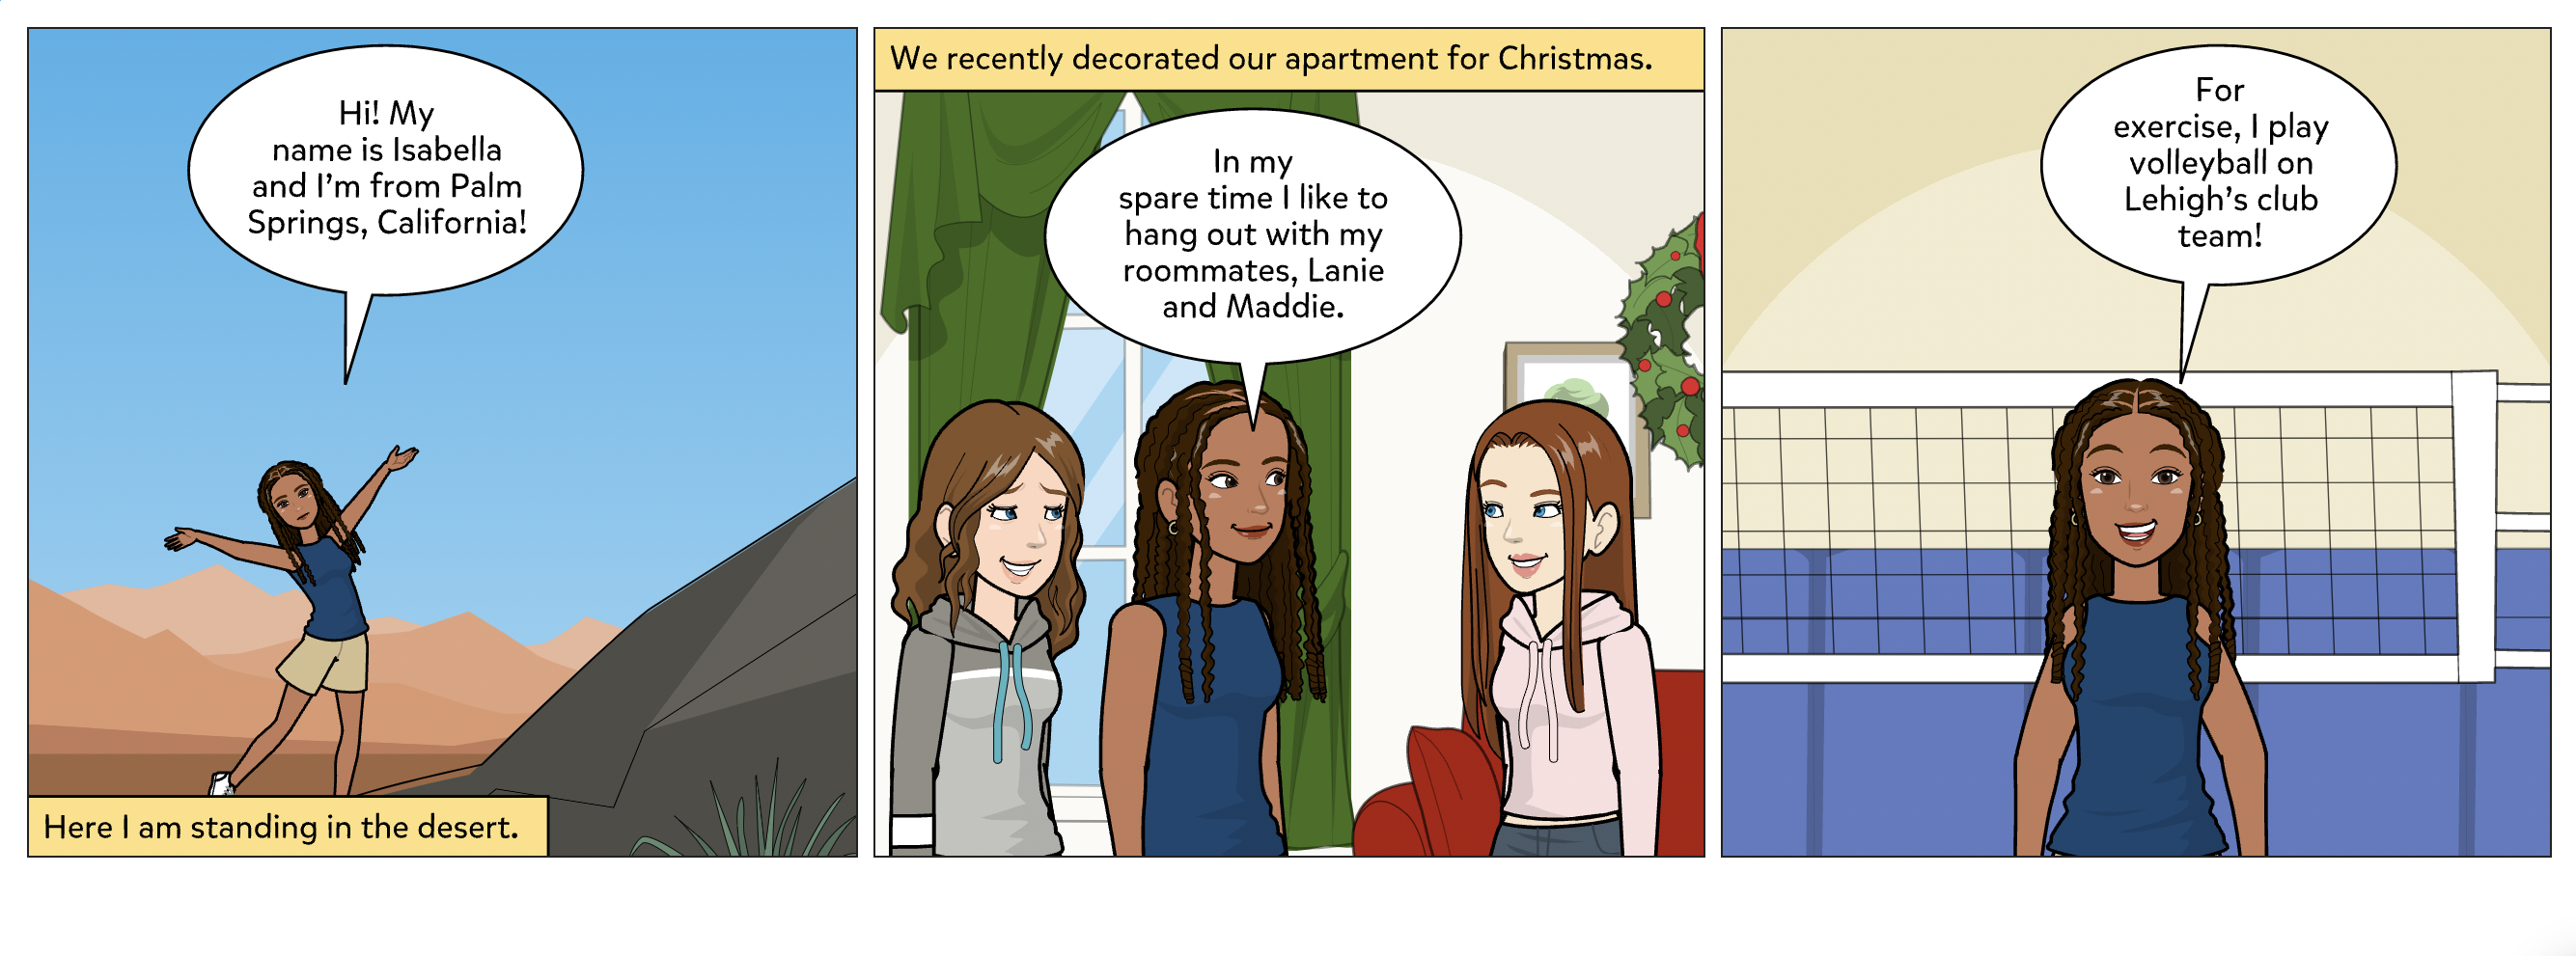 Hi! My
name is Isabella
and I'm from Palm
Springs, California!
Here I am standing in the desert.
We recently decorated our apartment for Christmas.
In my
spare time I like to
hang out with my
roommates, Lanie
and Maddie.
For
exercise, I play
volleyball on
Lehigh's club
team!